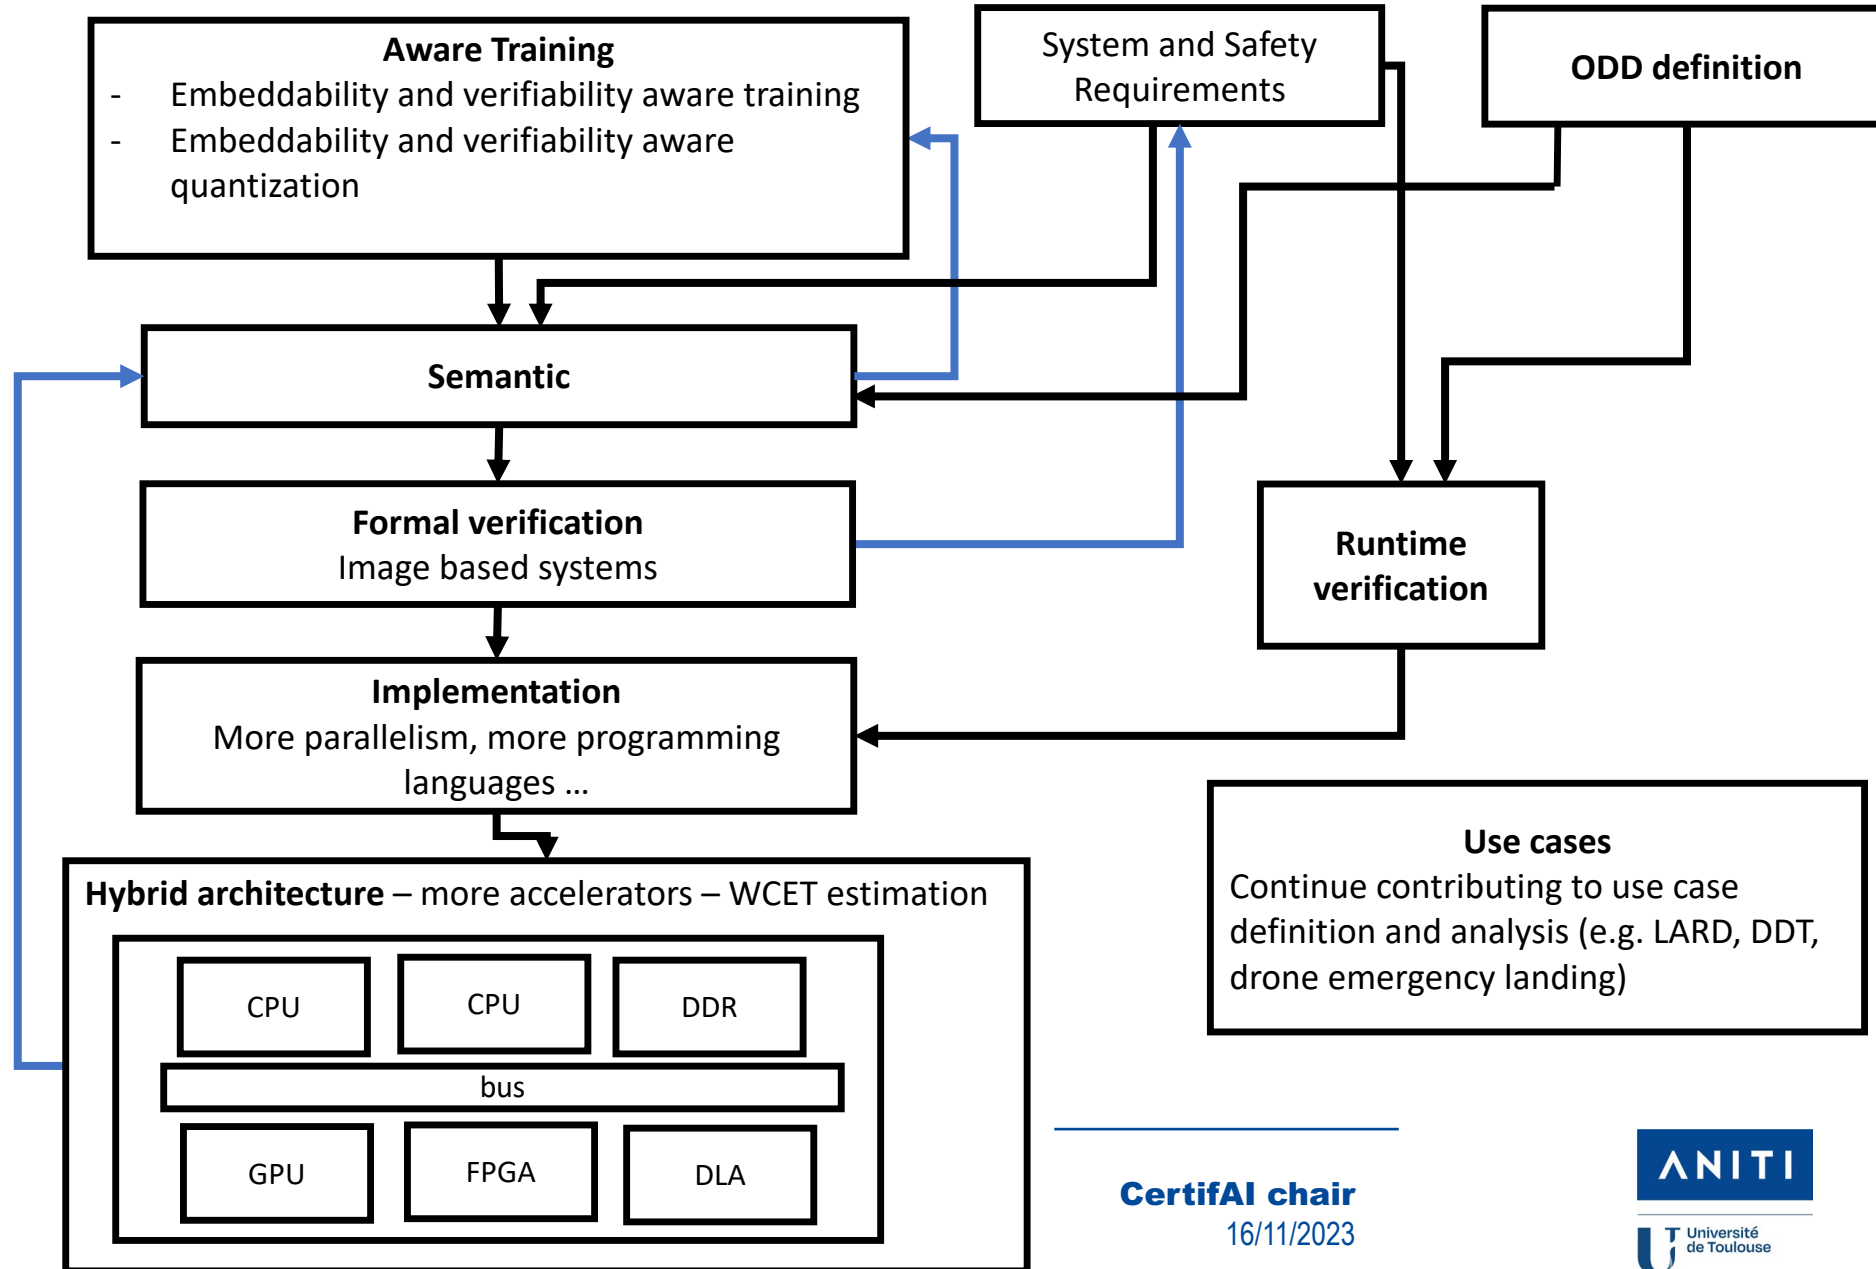 Aware Training
- Embeddability and verifiability aware training
- Embeddability and verifiability aware
quantization
System and Safety
Requirements
ODD definition
Semantic
Formal verification
Image based systems
Runtime
verification
Implementation
More parallelism, more programming
languages ...
Use cases
Continue contributing to use case
definition and analysis (e.g. LARD, DDT,
drone emergency landing)
Hybrid architecture – more accelerators – WCET estimation
CPU
CPU
DDR
bus
GPU
FPGA
DLA
CertifAI chair
16/11/2023
ANITI
Université
de Toulouse